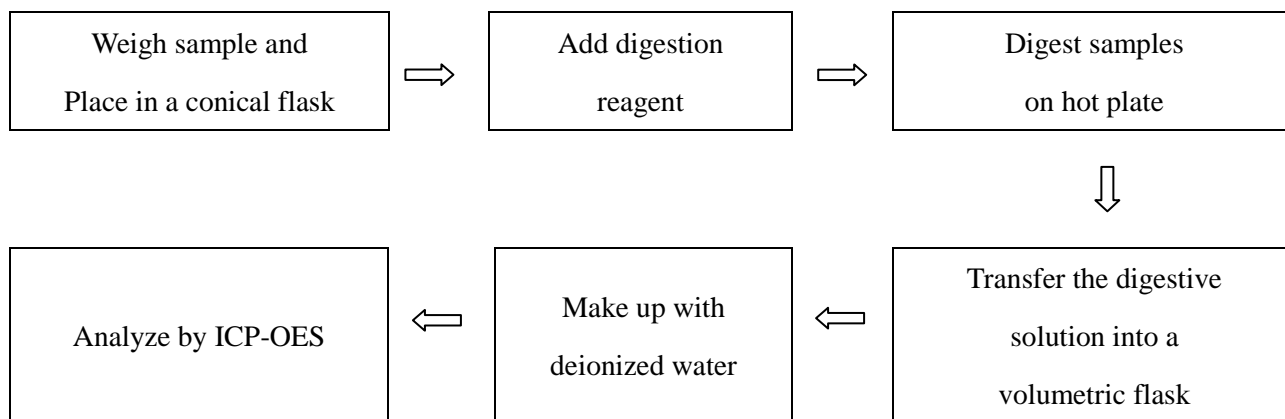 Weigh sample and
Place in a conical flask
Add digestion
reagent
Digest samples
on hot plate
Transfer the digestive
solution into a
volumetric flask
Make up with
deionized water
Analyze by ICP-OES